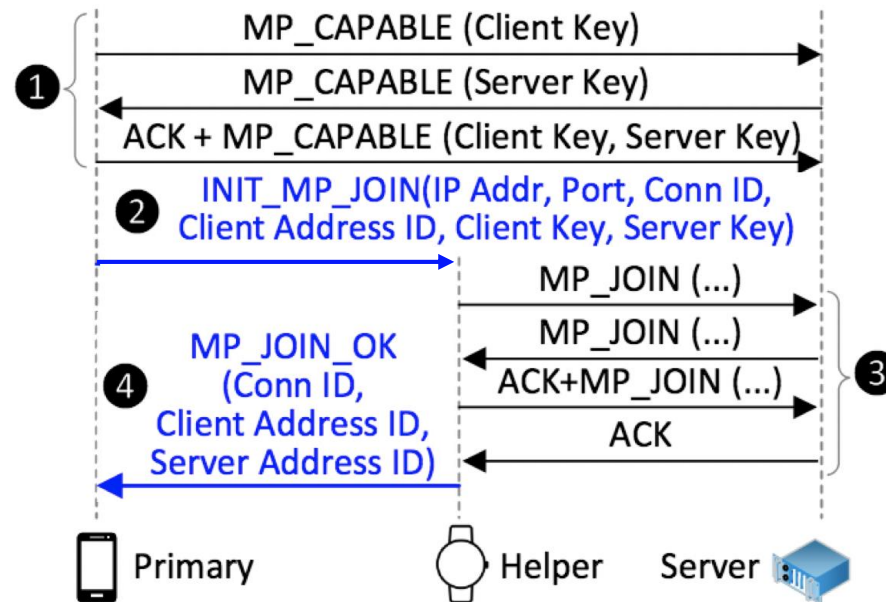 MP_CAPABLE (Client Key)
1
MP_CAPABLE (Server Key)
ACK + MP_CAPABLE (Client Key, Server Key)
2
INIT_MP_JOIN(IP Addr, Port, Conn ID,
Client Address ID, Client Key, Server Key)
MP_JOIN (...)
MP_JOIN (...)
3
ACK+MP_JOIN (...)
ACK
4
MP_JOIN_OK
(Conn ID,
Client Address ID,
Server Address ID)
Primary
Helper
Server